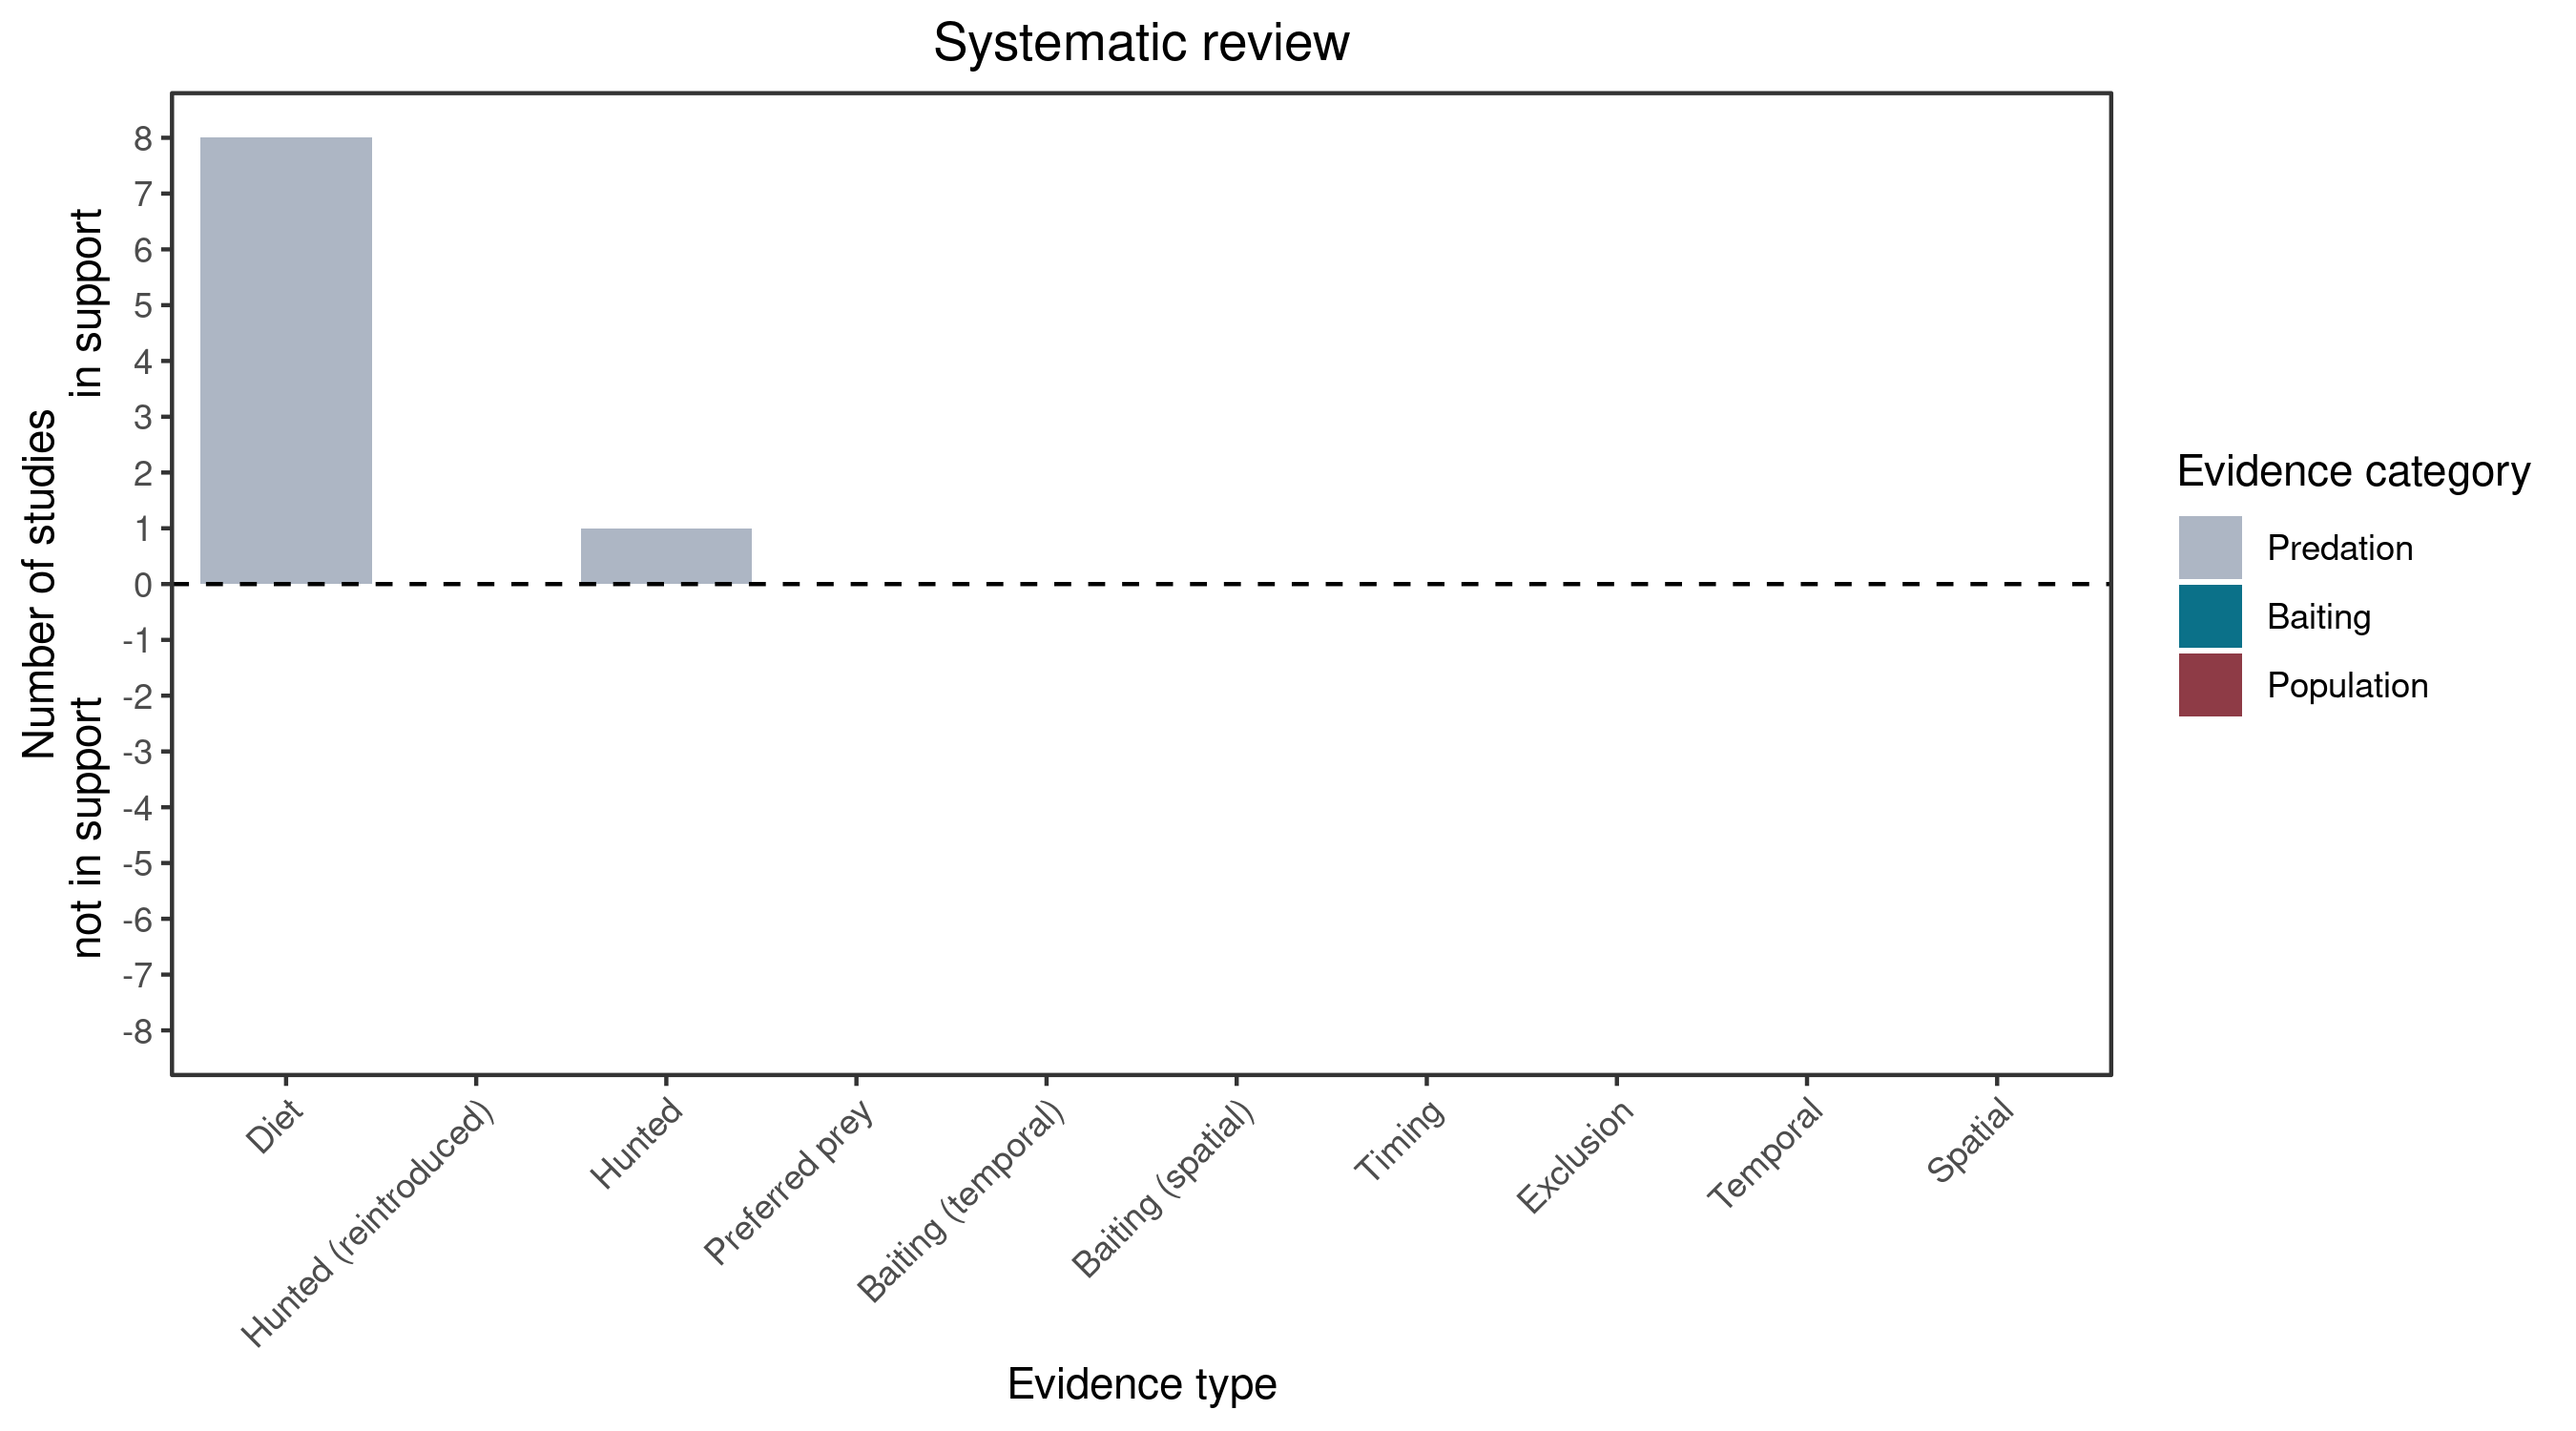 Systematic review
Number of studies
in support
not in support
8
7
6
5
4
3
2
1
0
-1
-2
-3
-4
-5
-6
-7
-8
Diet
Hunted (reintroduced)
Hunted
Preferred prey
Baiting (temporal)
Baiting (spatial)
Timing
Exclusion
Temporal
Spatial
Evidence type
Evidence category
Predation
Baiting
Population